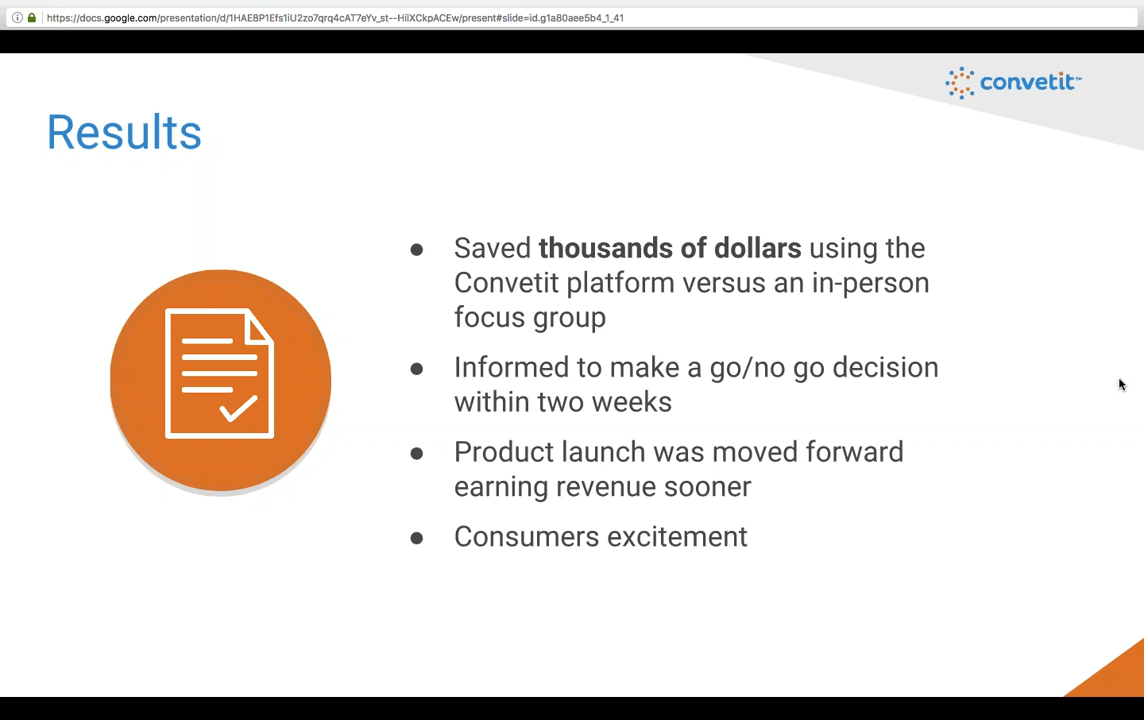 https://docs.google.com/presentation/d/1HAE8P1Efs1iU2zo7qrq4cAT7eYv_st--HilXCkpACEw/present#slide=id.g1a80aee5b4_1_41
convetit™
Results
● Saved thousands of dollars using the
Convetit platform versus an in-person
focus group
● Informed to make a go/no go decision
within two weeks
● Product launch was moved forward
earning revenue sooner
● Consumers excitement